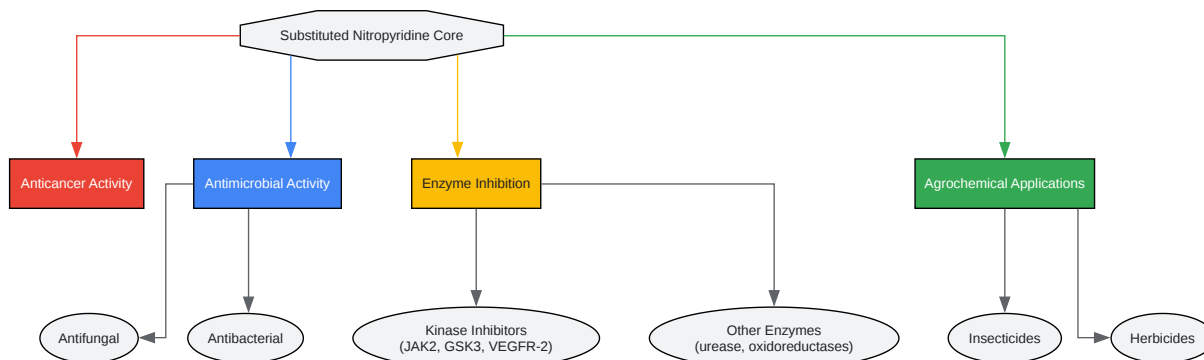 Substituted Nitropyridine Core
Anticancer Activity
Antimicrobial Activity
Enzyme Inhibition
Agrochemical Applications
Antifungal
Antibacterial
Kinase Inhibitors
(JAK2, GSK3, VEGFR-2)
Other Enzymes
(urease, oxidoreductases)
Insecticides
Herbicides